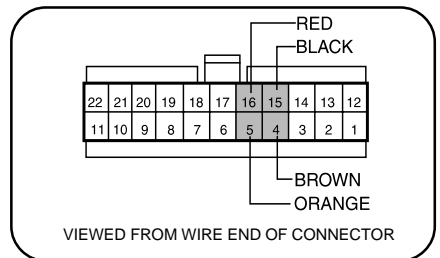 RED
BLACK
22 21 20 19 18 17 16 15 14 13 12
11 10 9 8 7 6 5 4 3 2 1
BROWN
ORANGE
VIEWED FROM WIRE END OF CONNECTOR